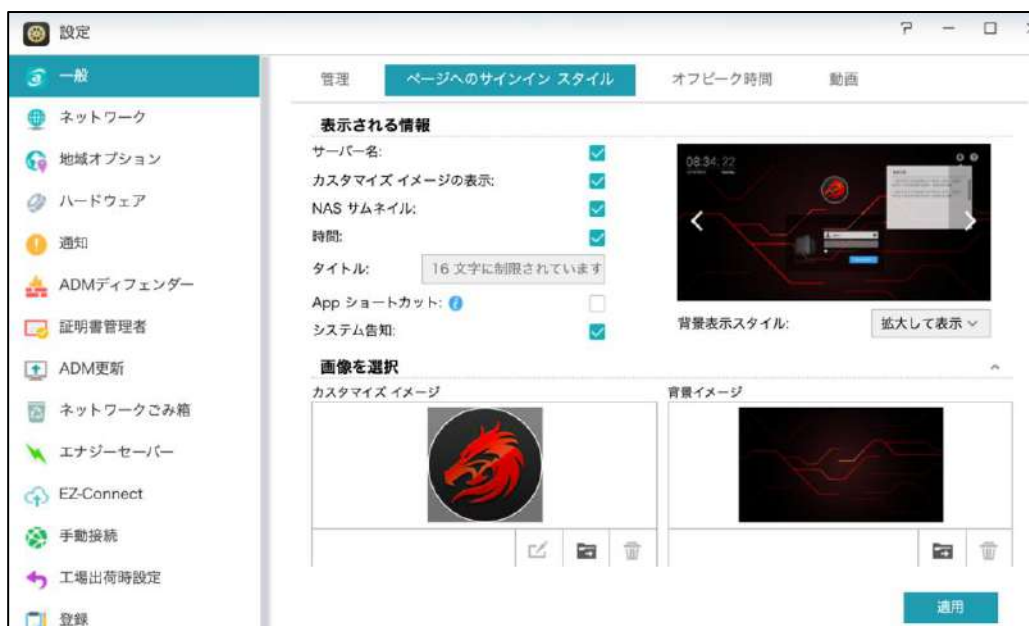 設定
一般
ネットワーク
地域オプション
ハードウェア
通知
ADMディフェンダー
証明書管理者
ADM更新
ネットワークごみ箱
エナジーセーバー
EZ-Connect
手動接続
工場出荷時設定
登録
管理 ページへのサインイン スタイル オフピーク時間 動画
表示される情報
サーバー名:
カスタマイズ イメージの表示:
NAS サムネイル:
時間:
タイトル: 16 文字に制限されています
App ショートカット:
システム告知:
08:34:22
背景表示スタイル: 拡大して表示
画像を選択
カスタマイズ イメージ 背景イメージ
適用